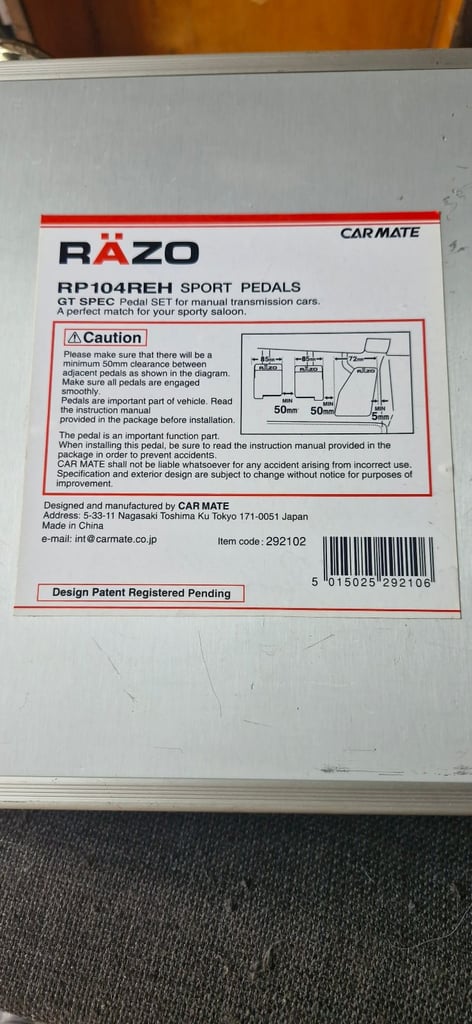 RÄZO
CAR MATE
RP104REH SPORT PEDALS
GT SPEC Pedal SET for manual transmission cars.
A perfect match for your sporty saloon.
Caution
Please make sure that there will be a
minimum 50mm clearance between
adjacent pedals as shown in the diagram.
Make sure all pedals are engaged
smoothly.
Pedals are important part of vehicle. Read
the instruction manual
provided in the package before installation.
85mm 85mm 72mm
RÄZO RÄZO RÄZO
MIN MIN MIN
50mm 50mm 5mm
The pedal is an important function part.
When installing this pedal, be sure to read the instruction manual provided in the
package in order to prevent accidents.
CAR MATE shall not be liable whatsoever for any accident arising from incorrect use.
Specification and exterior design are subject to change without notice for purposes of
improvement.
Designed and manufactured by CAR MATE
Address: 5-33-11 Nagasaki Toshima Ku Tokyo 171-0051 Japan
Made in China
e-mail: int@carmate.co.jp
Item code: 292102
5 015025 292106
Design Patent Registered Pending